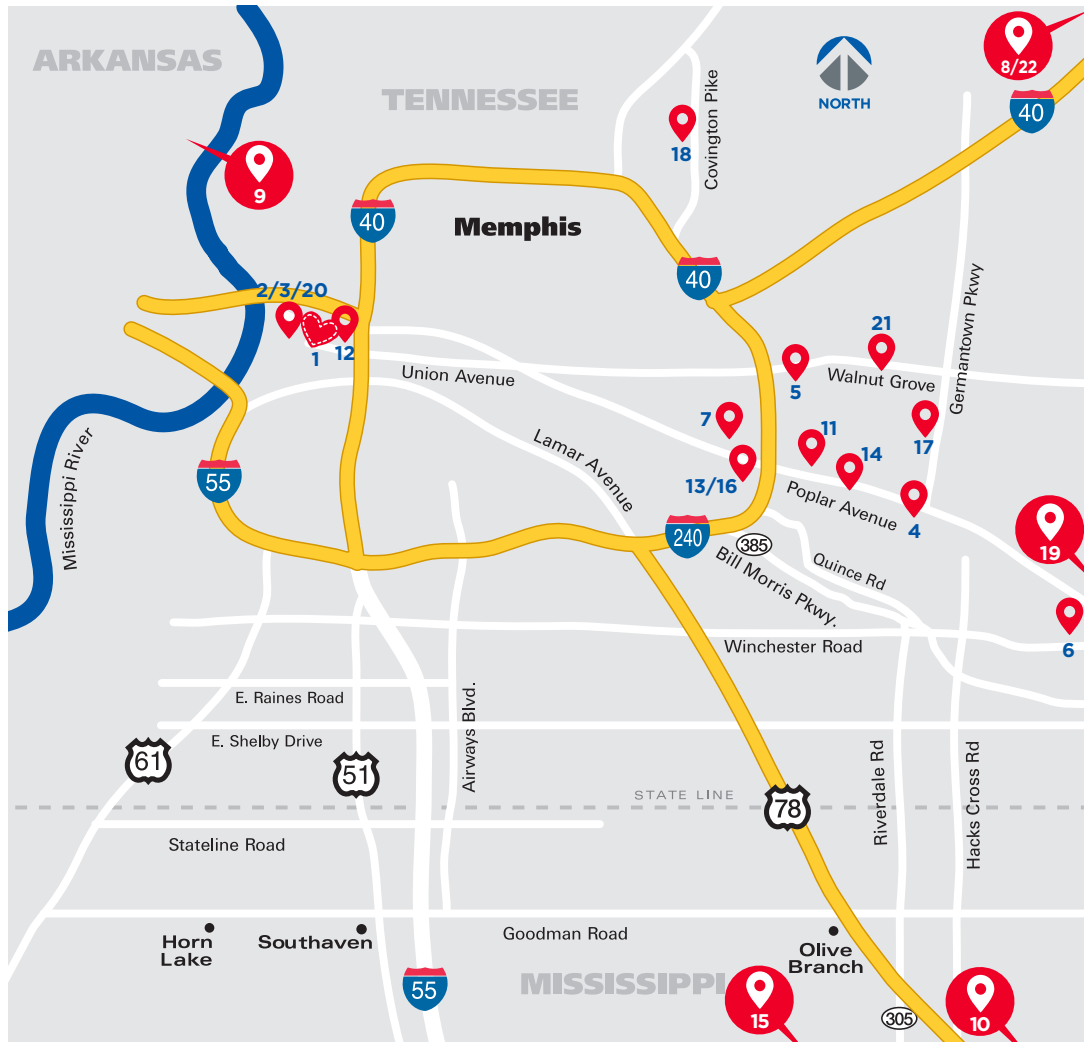 ARKANSAS
TENNESSEE
NORTH
8/22
40
18
Covington Pike
9
40
Memphis
40
2/3/20
1
12
Union Avenue
21
Walnut Grove
Germantown Pkwy
5
7
11
17
14
Lamar Avenue
13/16
Poplar Avenue
4
Mississippi River
55
240
385
19
Quince Rd
Bill Morris Pkwy.
6
Winchester Road
E. Raines Road
E. Shelby Drive
61
51
Airways Blvd.
STATE LINE
78
Riverdale Rd
Hacks Cross Rd
Stateline Road
Horn
Lake
Southaven
Goodman Road
Olive
Branch
55
MISSISSIPPI
15
305
10